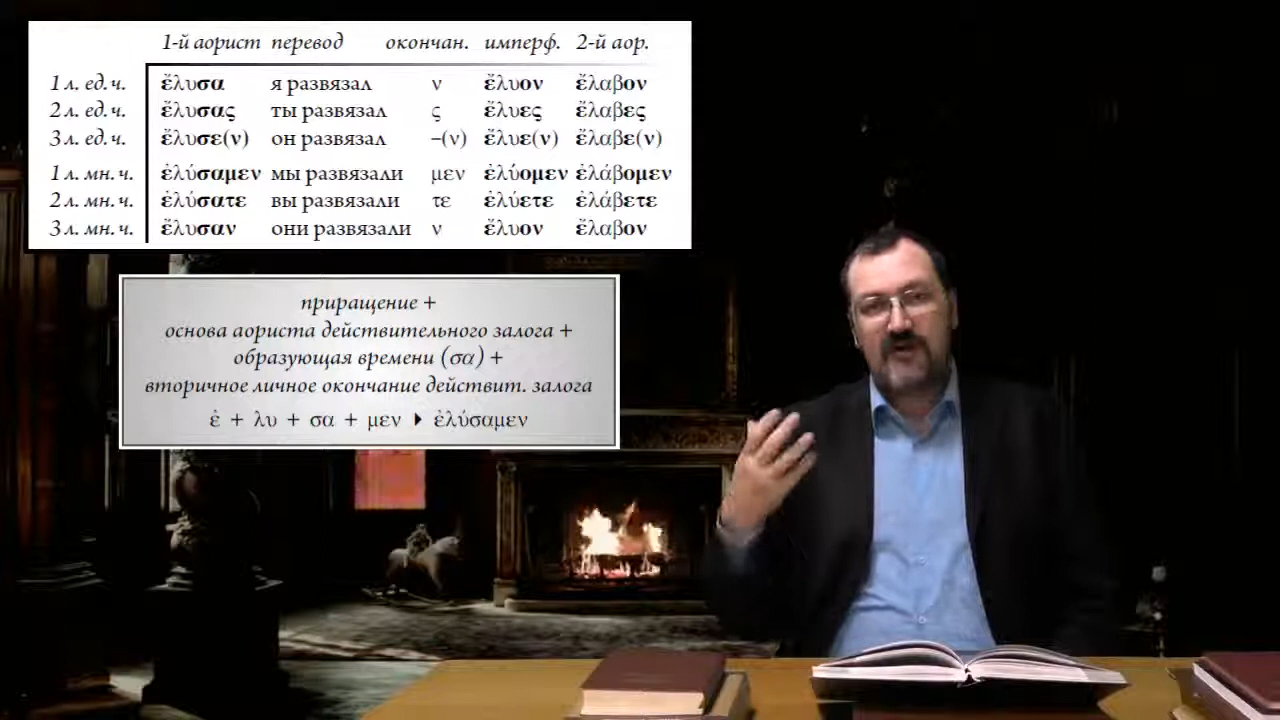 1-й аорист перевод окончан. имперф. 2-й аор.
1 л. ед. ч. ἔλυσα я развязал ν ἔλυον ἔλαβον
2 л. ед. ч. ἔλυσας ты развязал ς ἔλυες ἔλαβες
3 л. ед. ч. ἔλυσε(ν) он развязал –(ν) ἔλυε(ν) ἔλαβε(ν)
1 л. мн. ч. ἐλύσαμεν мы развязали μεν ἐλύομεν ἐλάβομεν
2 л. мн. ч. ἐλύσατε вы развязали τε ἐλύετε ἐλάβετε
3 л. мн. ч. ἔλυσαν они развязали ν ἔλυον ἔλαβον
приращение +
основа аориста действительного залога +
образующая времени (σα) +
вторичное личное окончание действит. залога
ἐ + λυ + σα + μεν ▸ ἐλύσαμεν